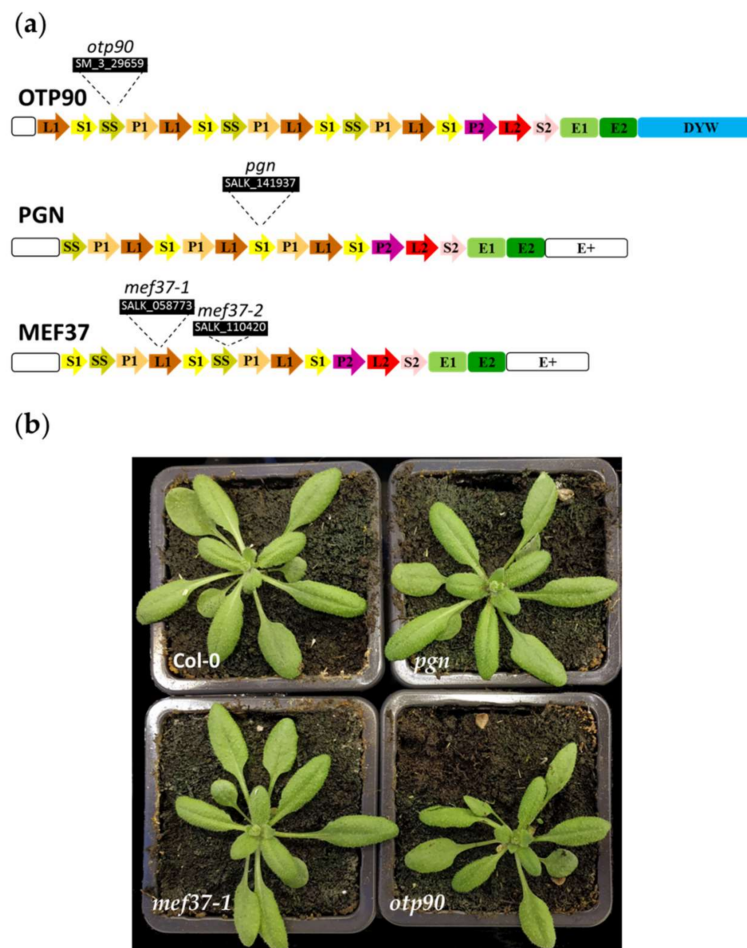 (a)
otp90
SM_3_29659
OTP90
L1 S1 SS P1 L1 S1 SS P1 L1 S1 SS P1 L1 S1 P2 L2 S2 E1 E2 DYW
pgn
SALK_141937
PGN
SS P1 L1 S1 P1 L1 S1 P1 L1 S1 P2 L2 S2 E1 E2 E+
mef37-1
SALK_058773
mef37-2
SALK_110420
MEF37
S1 SS P1 L1 S1 SS P1 L1 S1 P2 L2 S2 E1 E2 E+
(b)
Col-0
pgn
mef37-1
otp90